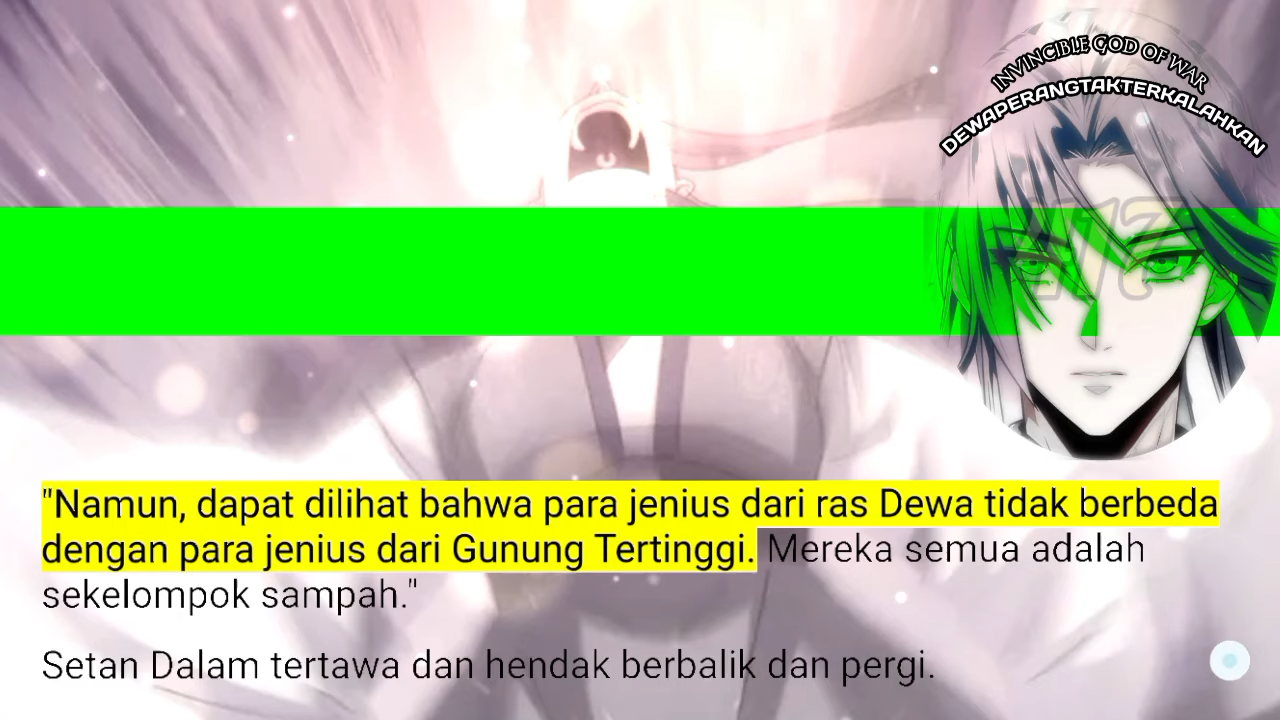 INVINCIBLE GOD OF WAR
DEWAPERANGTAKTERKALAHKAN
"Namun, dapat dilihat bahwa para jenius dari ras Dewa tidak berbeda
dengan para jenius dari Gunung Tertinggi. Mereka semua adalah
sekelompok sampah."
Setan Dalam tertawa dan hendak berbalik dan pergi.